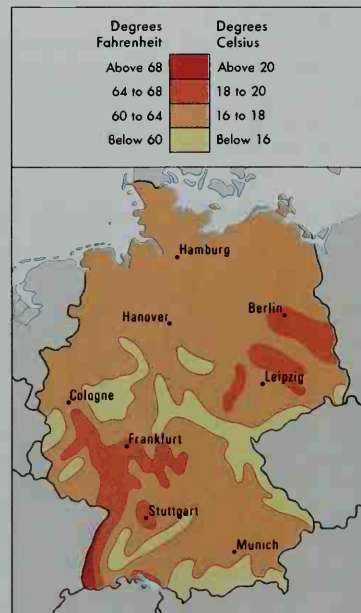 Degrees Degrees
Fahrenheit Celsius
Above 68 Above 20
64 to 68 18 to 20
60 to 64 16 to 18
Below 60 Below 16
Hamburg
Berlin
Hanover
Leipzig
Cologne
Frankfurt
Stuttgart
Munich